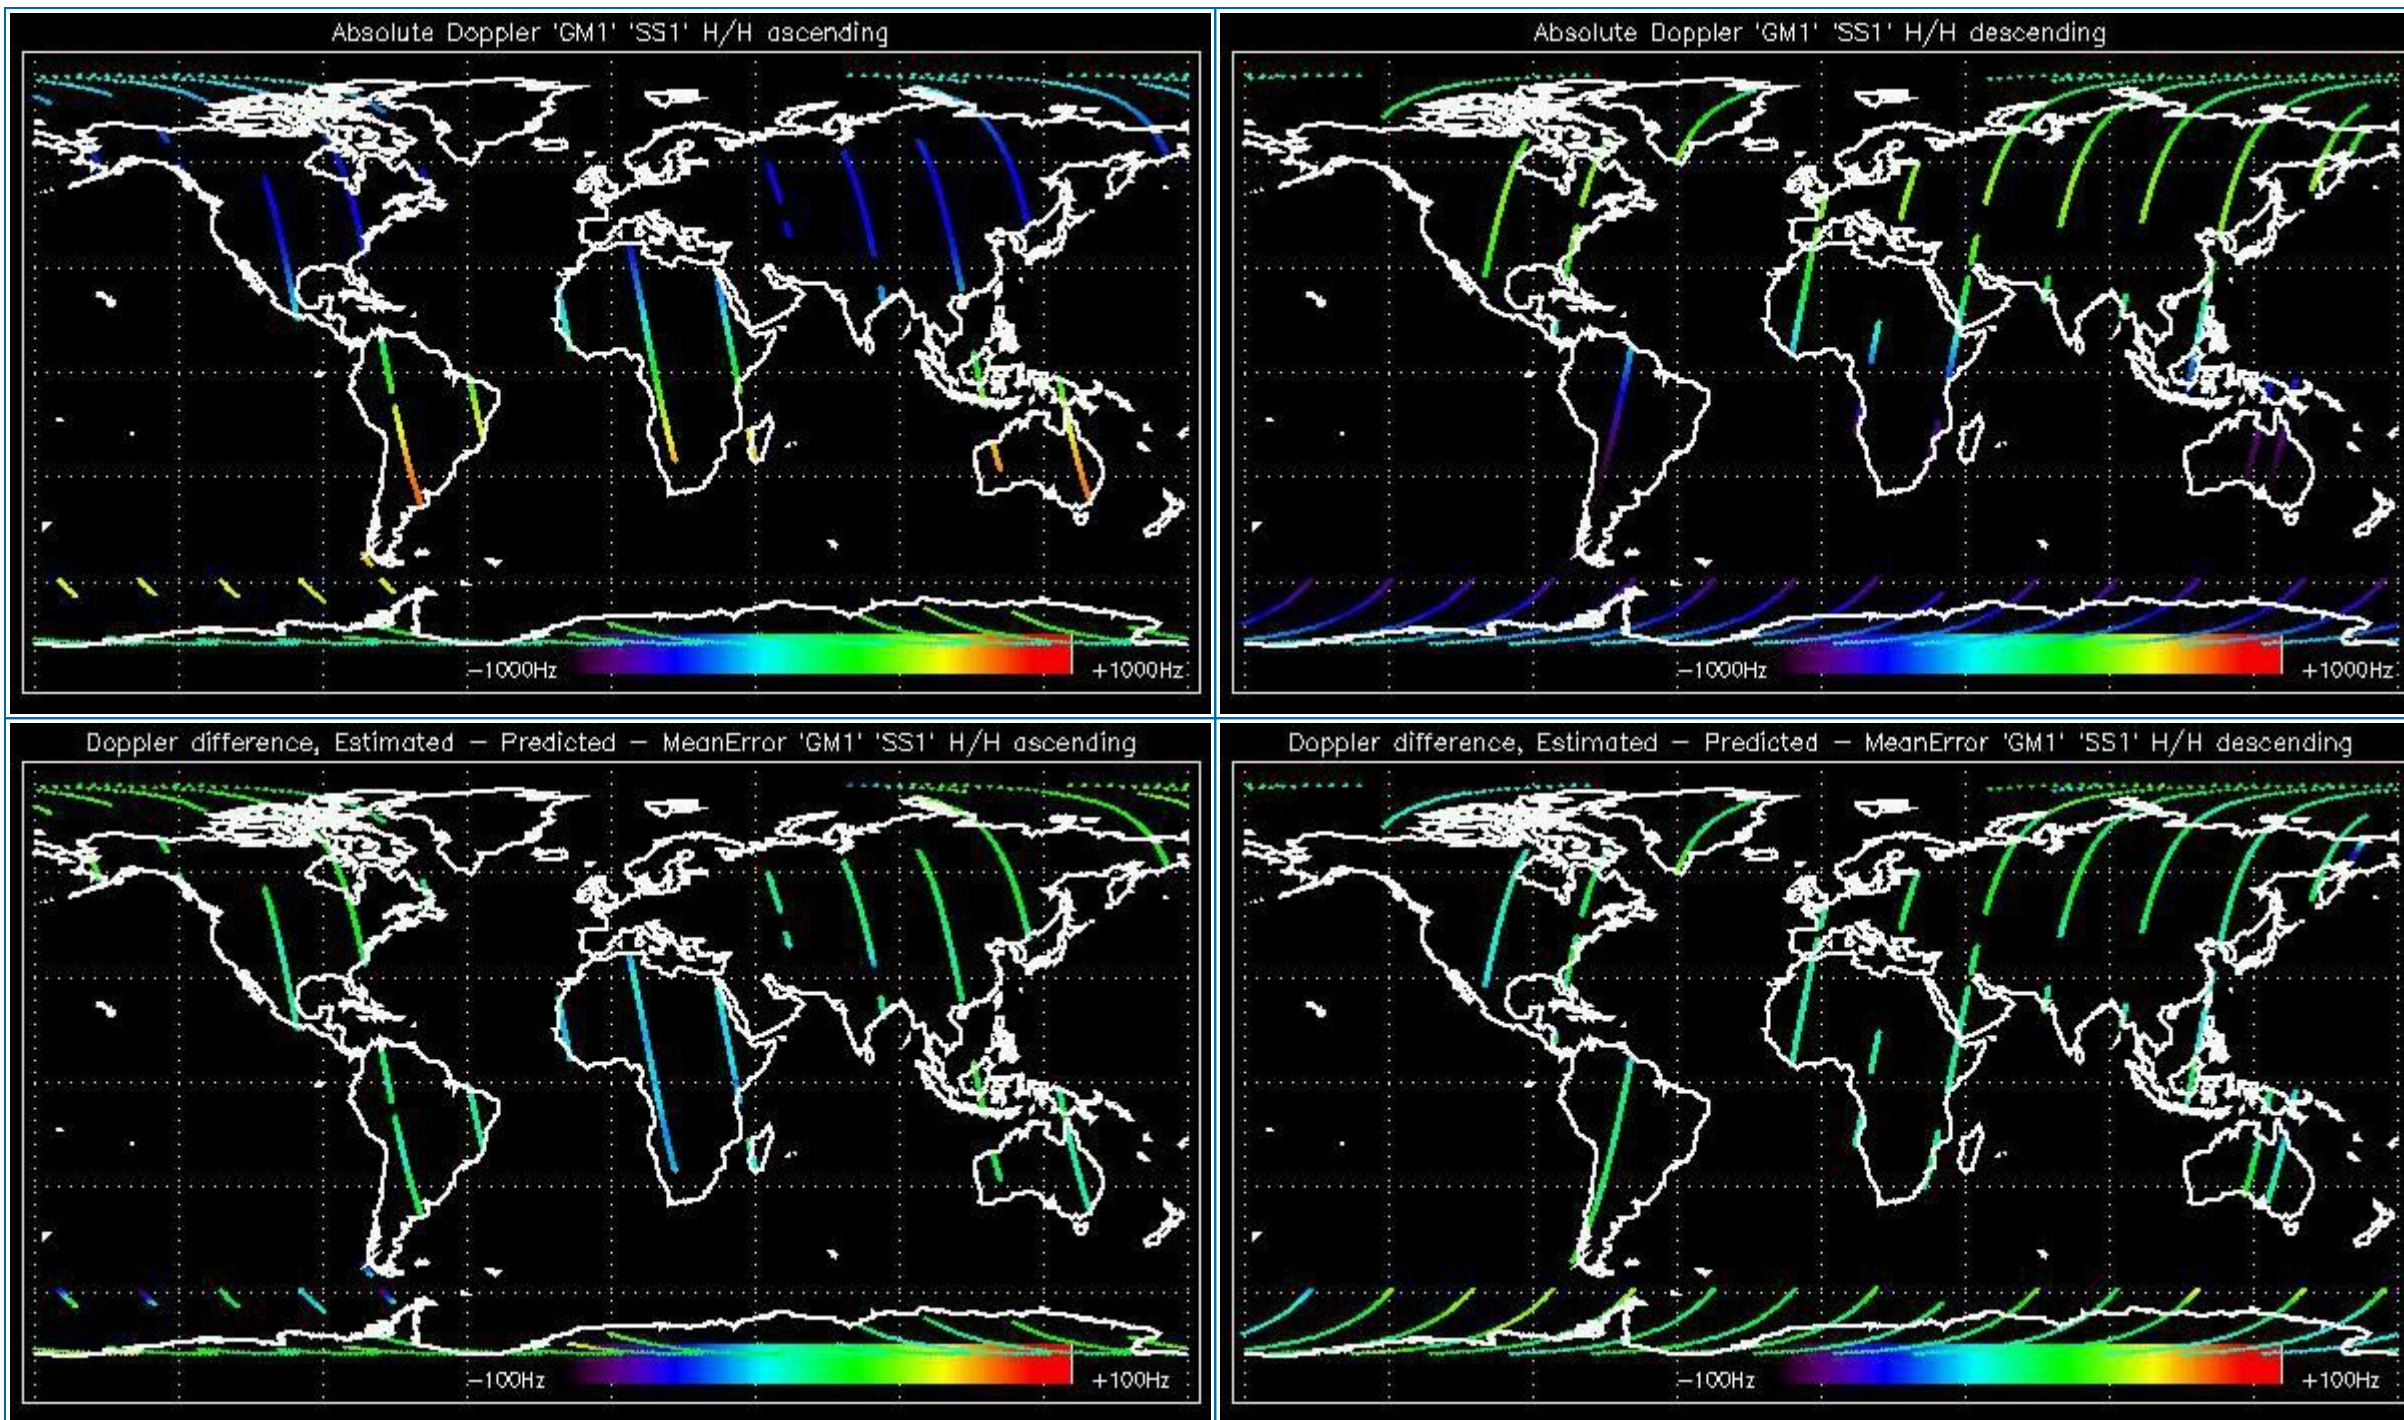 Absolute Doppler 'GM1' 'SS1' H/H ascending
−1000Hz
+1000Hz
Absolute Doppler 'GM1' 'SS1' H/H descending
−1000Hz
+1000Hz
Doppler difference, Estimated − Predicted − MeanError 'GM1' 'SS1' H/H ascending
−100Hz
+100Hz
Doppler difference, Estimated − Predicted − MeanError 'GM1' 'SS1' H/H descending
−100Hz
+100Hz